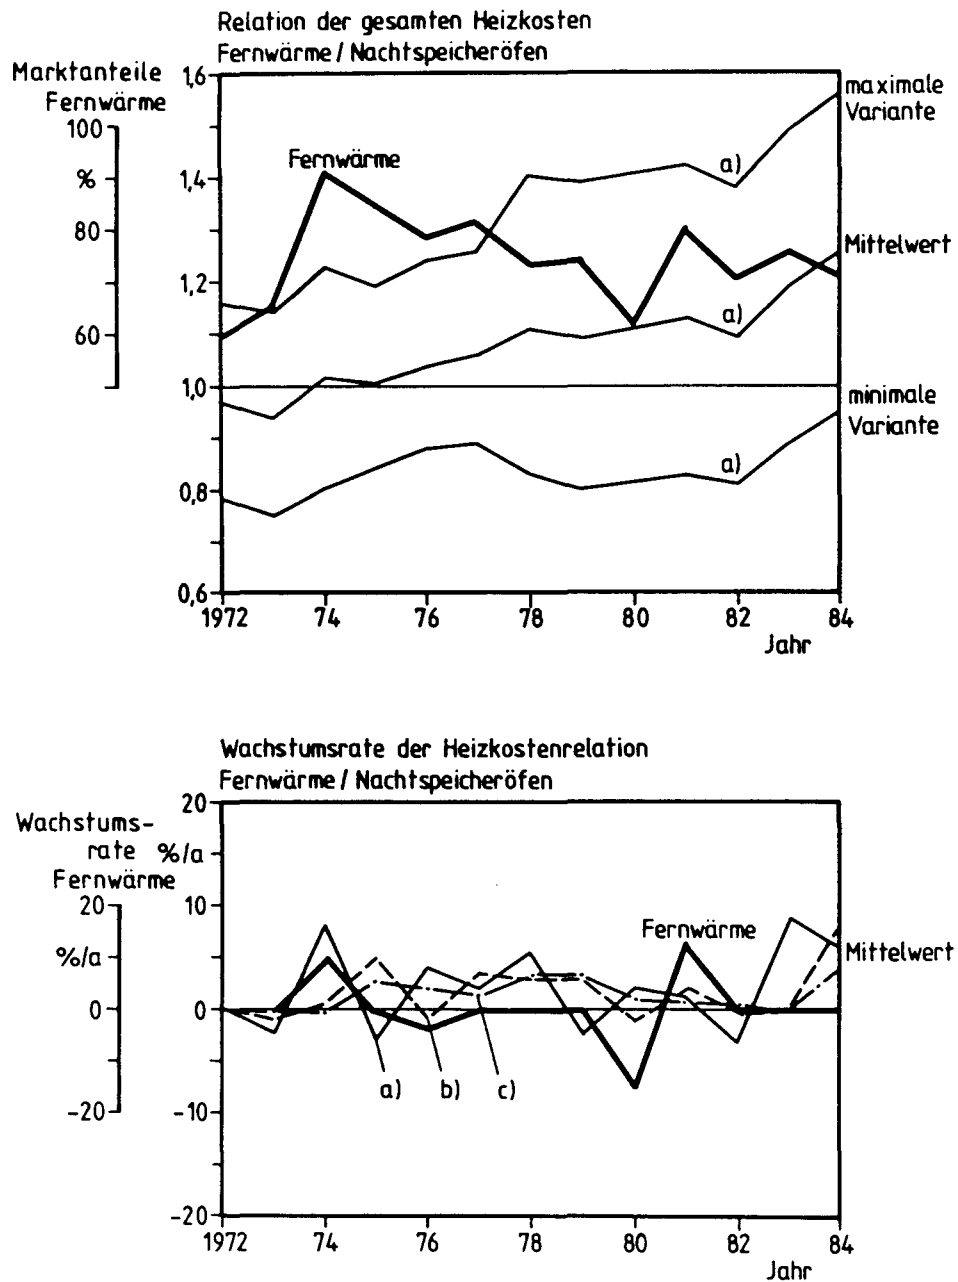 Relation der gesamten Heizkosten
Fernwärme / Nachtspeicheröfen
Marktanteile
Fernwärme
100
%
80
60
1,6
1,4
1,2
1,0
0,8
0,6
Fernwärme
a)
a)
a)
maximale
Variante
Mittelwert
minimale
Variante
1972 74 76 78 80 82 84
Jahr
Wachstumsrate der Heizkostenrelation
Fernwärme / Nachtspeicheröfen
Wachstums-
rate
Fernwärme
20
%/a
0
-20
20
%/a
10
0
-10
-20
Fernwärme
Mittelwert
a) b) c)
1972 74 76 78 80 82 84
Jahr